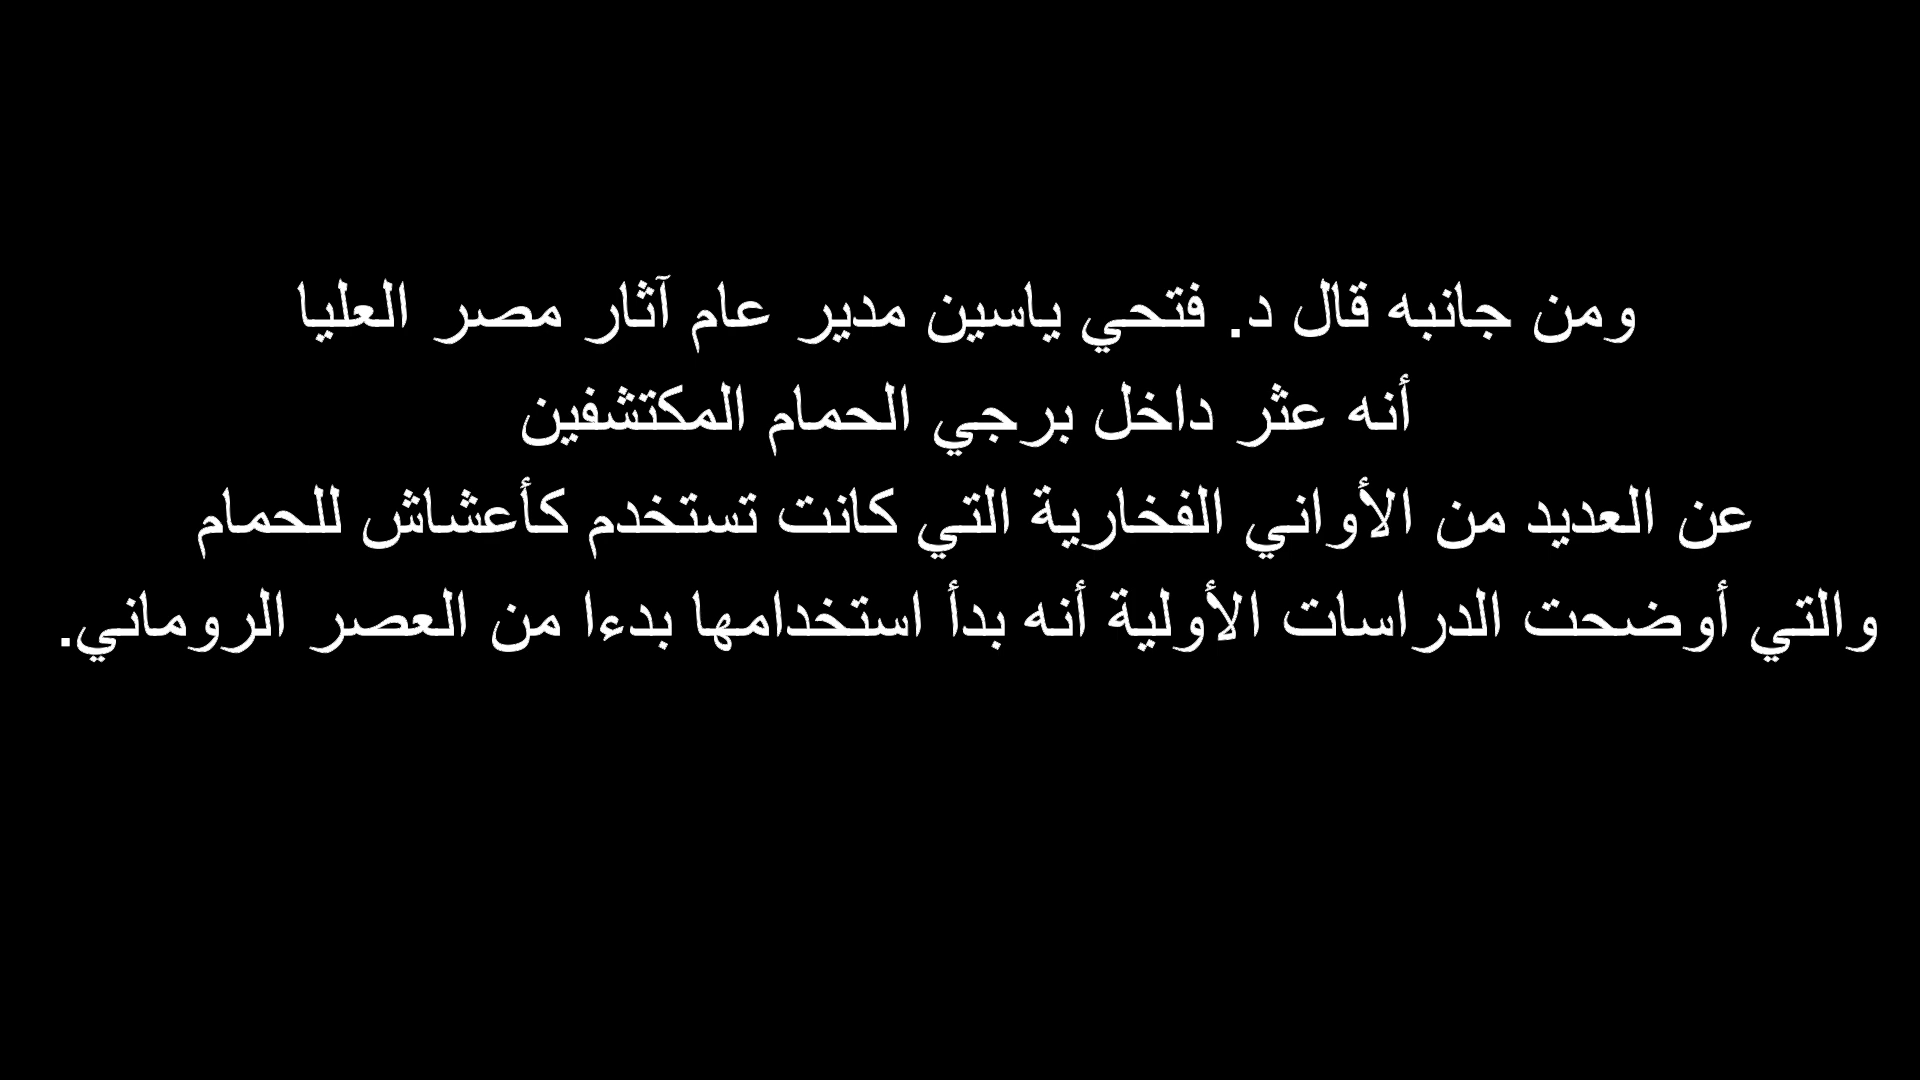 ومن جانبه قال د. فتحي ياسين مدير عام آثار مصر العليا
أنه عثر داخل برجي الحمام المكتشفين
عن العديد من الأواني الفخارية التي كانت تستخدم كأعشاش للحمام
والتي أوضحت الدراسات الأولية أنه بدأ استخدامها بدءا من العصر الروماني.